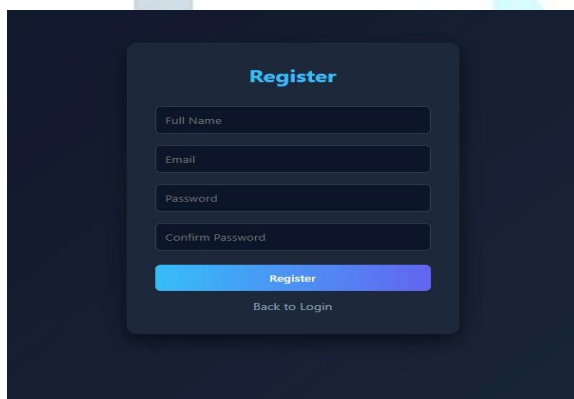 Register
Full Name
Email
Password
Confirm Password
Register
Back to Login